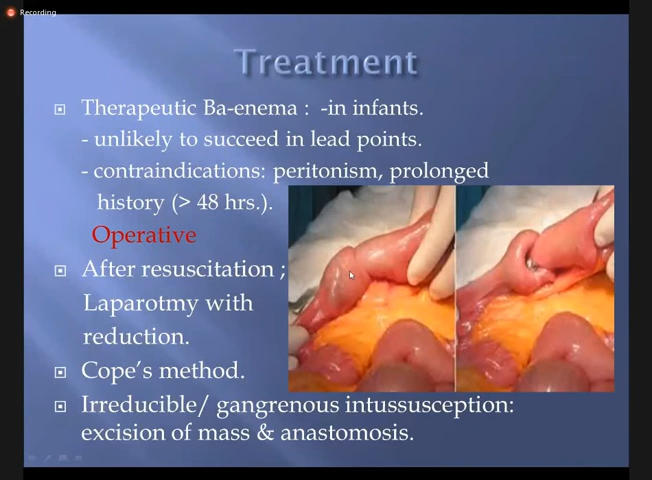 Recording
Treatment
Therapeutic Ba-enema : -in infants.
- unlikely to succeed in lead points.
- contraindications: peritonism, prolonged
history (> 48 hrs.).
Operative
After resuscitation ;
Laparotmy with
reduction.
Cope's method.
Irreducible/ gangrenous intussusception:
excision of mass & anastomosis.